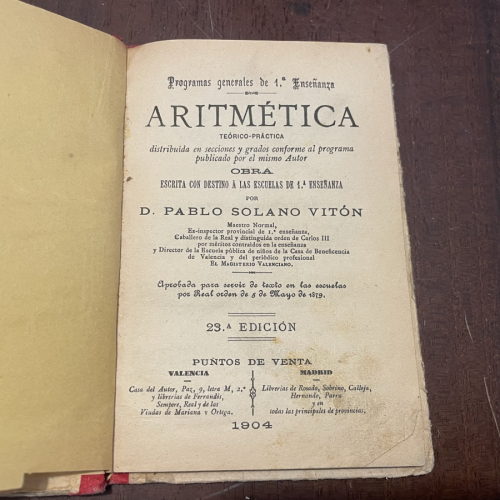 Programas generales de 1.ª Enseñanza
ARITMÉTICA
TEÓRICO-PRÁCTICA
distribuida en secciones y grados conforme al programa
publicado por el mismo Autor
OBRA
ESCRITA CON DESTINO Á LAS ESCUELAS DE 1.ª ENSEÑANZA
POR
D. PABLO SOLANO VITÓN
Maestro Normal,
Ex-inspector provincial de 1.ª enseñanza,
Caballero de la Real y distinguida orden de Carlos III
por méritos contraidos en la enseñanza
y Director de la Escuela pública de niños de la Casa de Beneficencia
de Valencia y del periódico profesional
EL MAGISTERIO VALENCIANO.
Aprobada para servir de texto en las escuelas
por Real orden de 5 de Mayo de 1879.
23.ª EDICIÓN
PUNTOS DE VENTA
VALENCIA
Casa del Autor, Paz, 9, letra M, 2.º
y librerías de Ferrandis,
Sempere, Real y de las
Viudas de Mariana y Ortega.
MADRID
Librerías de Rosado, Sobrino, Calleja,
Hernando, Parra
y en
todas las principales de provincias.
1904